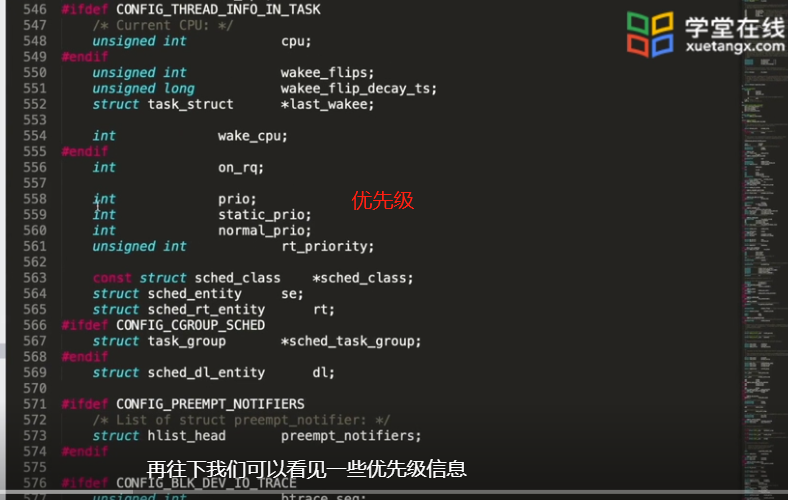 546 #ifdef CONFIG_THREAD_INFO_IN_TASK
547 /* Current CPU: */
548 unsigned int cpu;
549 #endif
550 unsigned int wakee_flips;
551 unsigned long wakee_flip_decay_ts;
552 struct task_struct *last_wakee;
553
554 int wake_cpu;
555 #endif
556 int on_rq;
557
558 int prio; 优先级
559 int static_prio;
560 int normal_prio;
561 unsigned int rt_priority;
562
563 const struct sched_class *sched_class;
564 struct sched_entity se;
565 struct sched_rt_entity rt;
566 #ifdef CONFIG_CGROUP_SCHED
567 struct task_group *sched_task_group;
568 #endif
569 struct sched_dl_entity dl;
570
571 #ifdef CONFIG_PREEMPT_NOTIFIERS
572 /* List of struct preempt_notifier: */
573 struct hlist_head preempt_notifiers;
574 #endif
575
576 #ifdef CONFIG_BLK_DEV_IO_TRACE
577 unsigned int btrace_seq;
学堂在线
xuetangx.com
再往下我们可以看见一些优先级信息